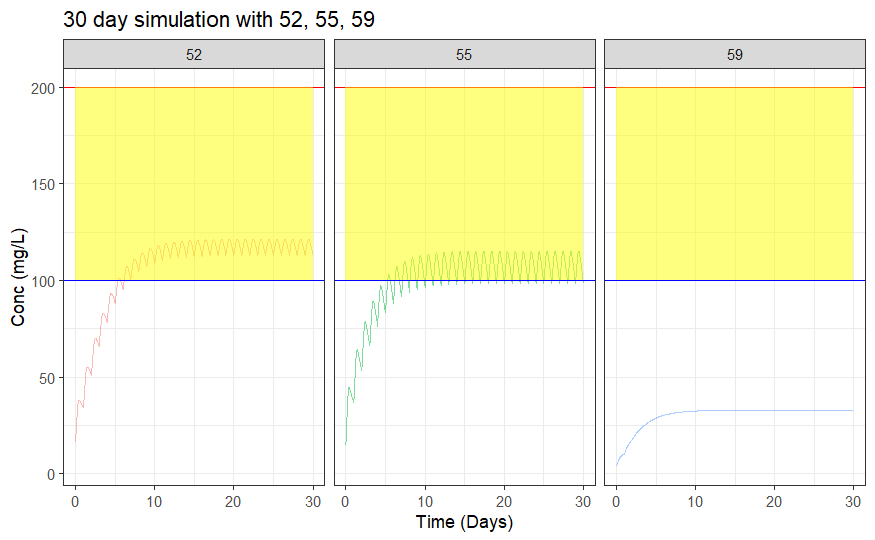 30 day simulation with 52, 55, 59
52 55 59
200
150
100
50
0
Conc (mg/L)
0 10 20 30 0 10 20 30 0 10 20 30
Time (Days)